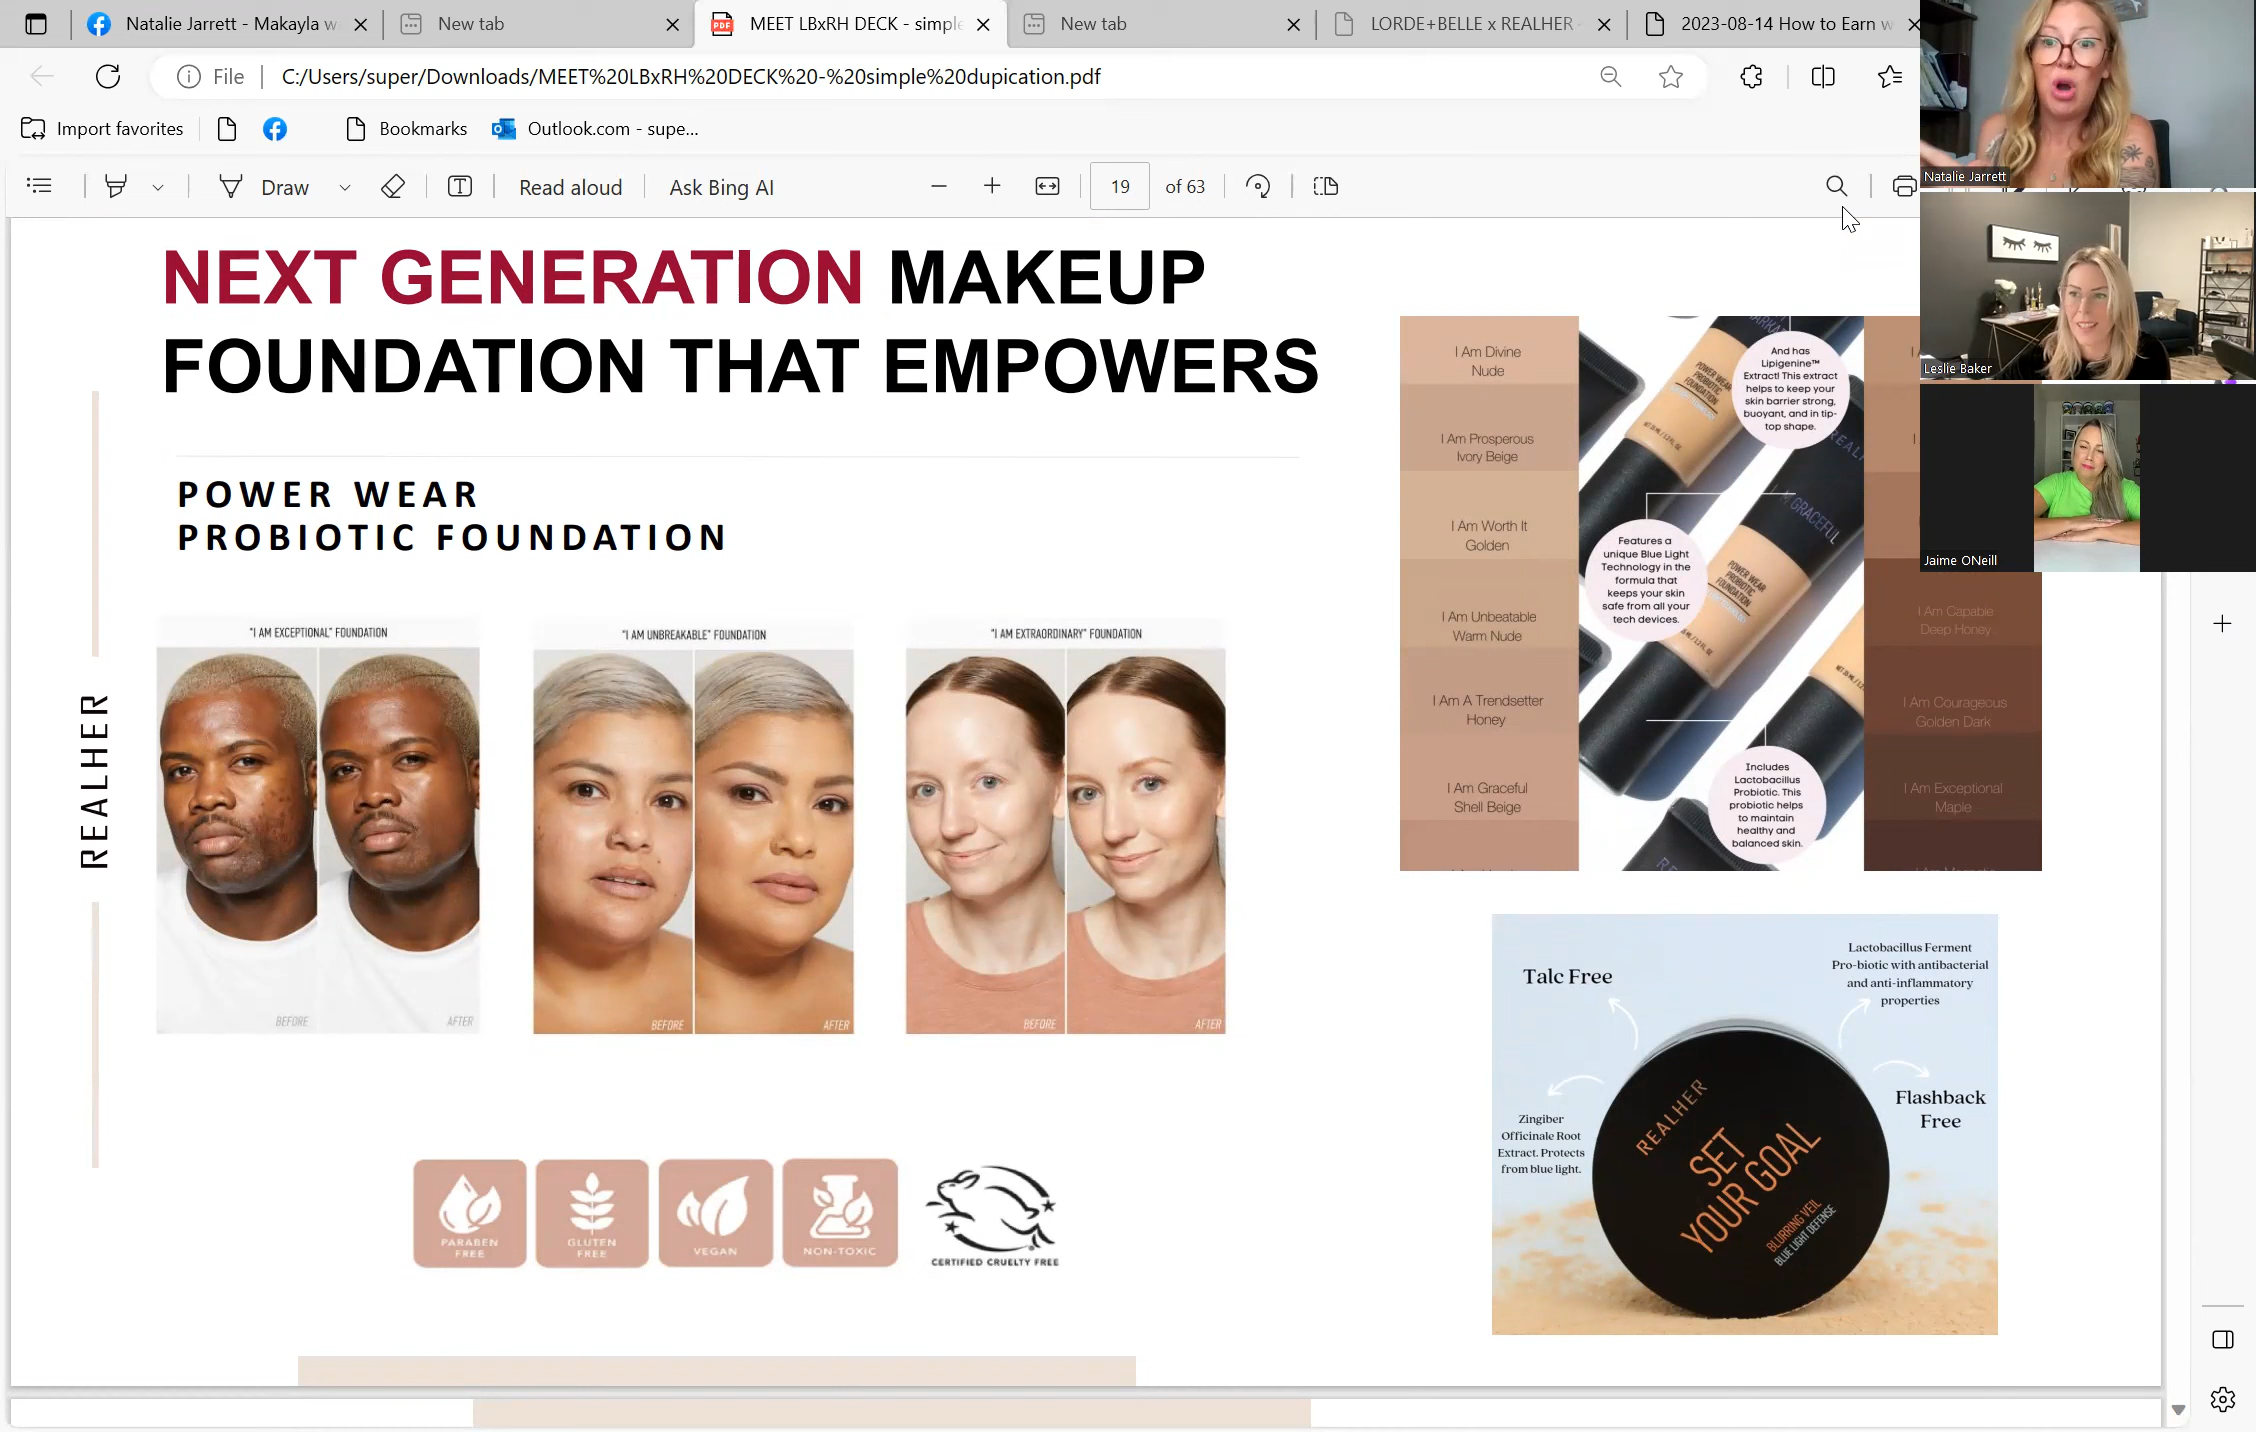 Natalie Jarrett - Makayla w
New tab
MEET LBxRH DECK - simple
New tab
LORDE+BELLE x REALHER
2023-08-14 How to Earn w
File
C:/Users/super/Downloads/MEET%20LBxRH%20DECK%20-%20simple%20dupication.pdf
Import favorites
Bookmarks
Outlook.com - supe...
Draw
Read aloud
Ask Bing AI
19
of 63
Natalie Jarrett
Leslie Baker
Jaime ONeill
NEXT GENERATION MAKEUP
FOUNDATION THAT EMPOWERS
POWER WEAR
PROBIOTIC FOUNDATION
REALHER
"I AM EXCEPTIONAL" FOUNDATION
BEFORE
AFTER
"I AM UNBREAKABLE" FOUNDATION
BEFORE
AFTER
"I AM EXTRAORDINARY" FOUNDATION
BEFORE
AFTER
PARABEN
FREE
GLUTEN
FREE
VEGAN
NON-TOXIC
CERTIFIED CRUELTY FREE
I Am Divine
Nude
I Am Prosperous
Ivory Beige
I Am Worth It
Golden
I Am Unbeatable
Warm Nude
I Am A Trendsetter
Honey
I Am Graceful
Shell Beige
And has
Lipigenine™
Extract! This extract
helps to keep your
skin barrier strong,
buoyant, and in tip-
top shape.
POWER WEAR
PROBIOTIC
FOUNDATION
Features a
unique Blue Light
Technology in the
formula that
keeps your skin
safe from all your
tech devices.
I AM GRACEFUL
POWER WEAR
PROBIOTIC
FOUNDATION
Includes
Lactobacillus
Probiotic. This
probiotic helps
to maintain
healthy and
balanced skin.
I Am Capable
Deep Honey
I Am Courageous
Golden Dark
I Am Exceptional
Maple
Talc Free
Lactobacillus Ferment
Pro-biotic with antibacterial
and anti-inflammatory
properties
Zingiber
Officinale Root
Extract. Protects
from blue light.
Flashback
Free
REALHER
SET
YOUR GOAL
BLURRING VEIL
BLUE LIGHT DEFENSE